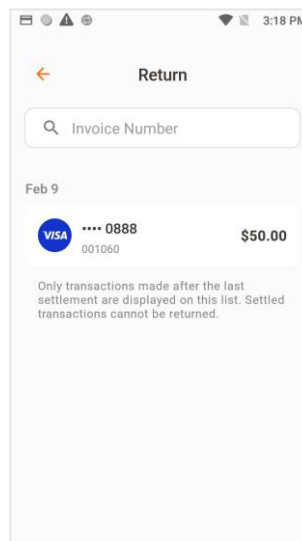 3:18 PM
Return
Invoice Number
Feb 9
VISA •••• 0888 $50.00
001060
Only transactions made after the last
settlement are displayed on this list. Settled
transactions cannot be returned.